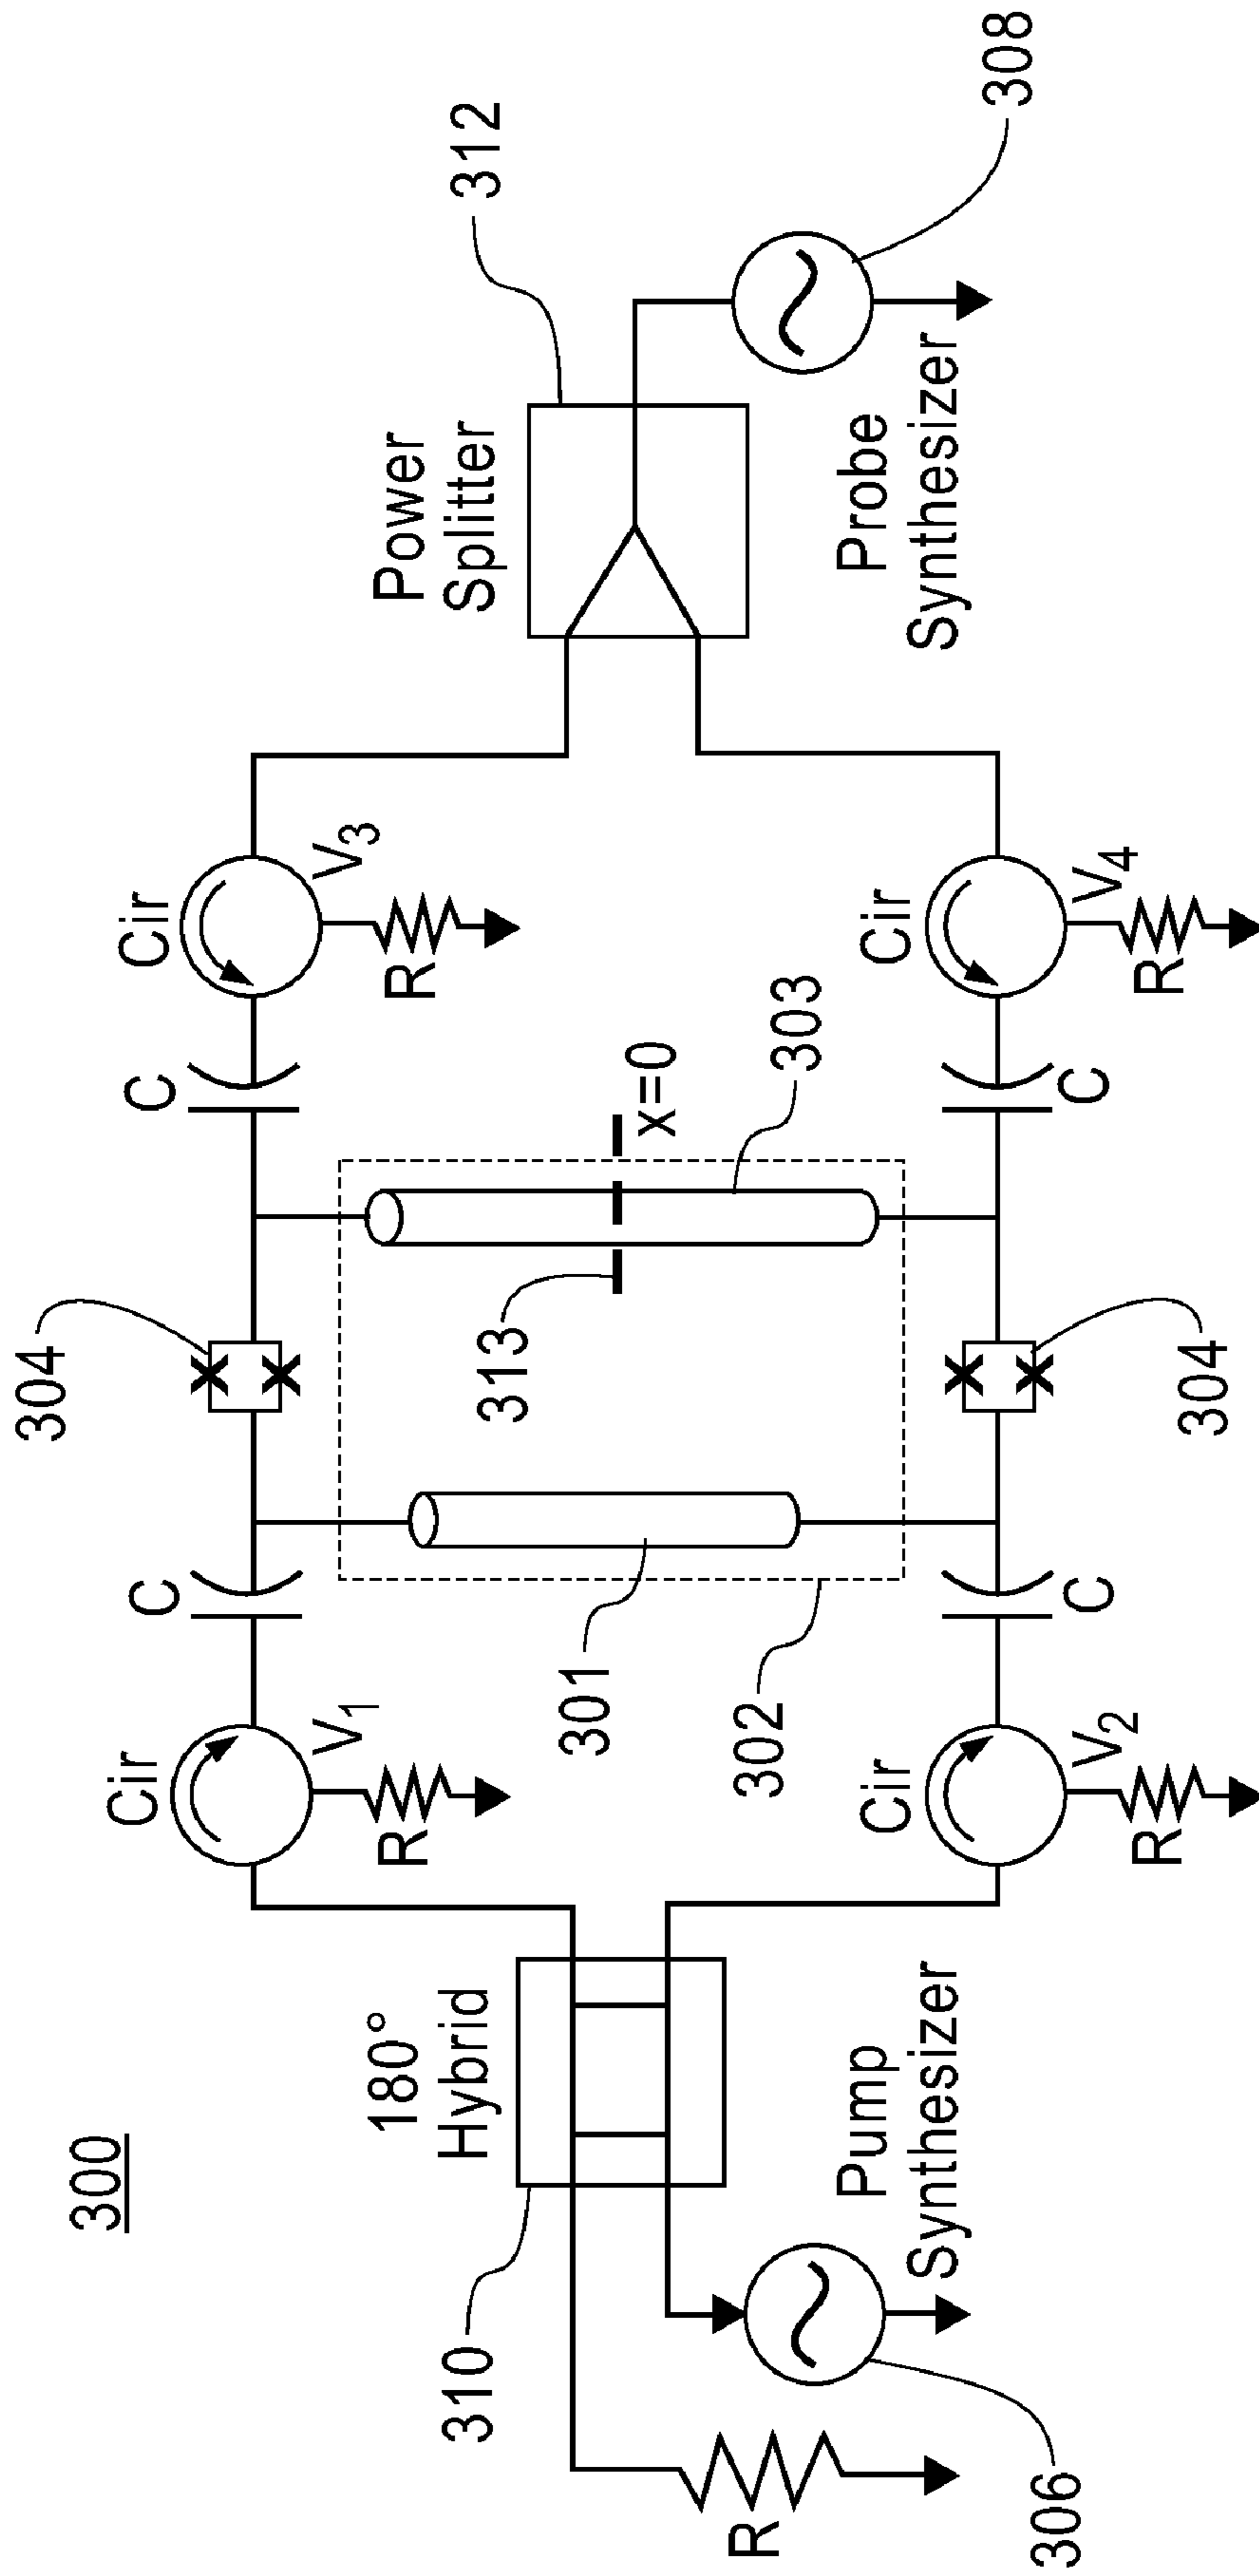 300
310
180°
Hybrid
Pump
Synthesizer
306
R
Cir
V1
R
Cir
V2
R
C
C
301
302
304
304
313
x=0
303
C
C
Cir
V3
R
Cir
V4
R
Power
Splitter
312
Probe
Synthesizer
308